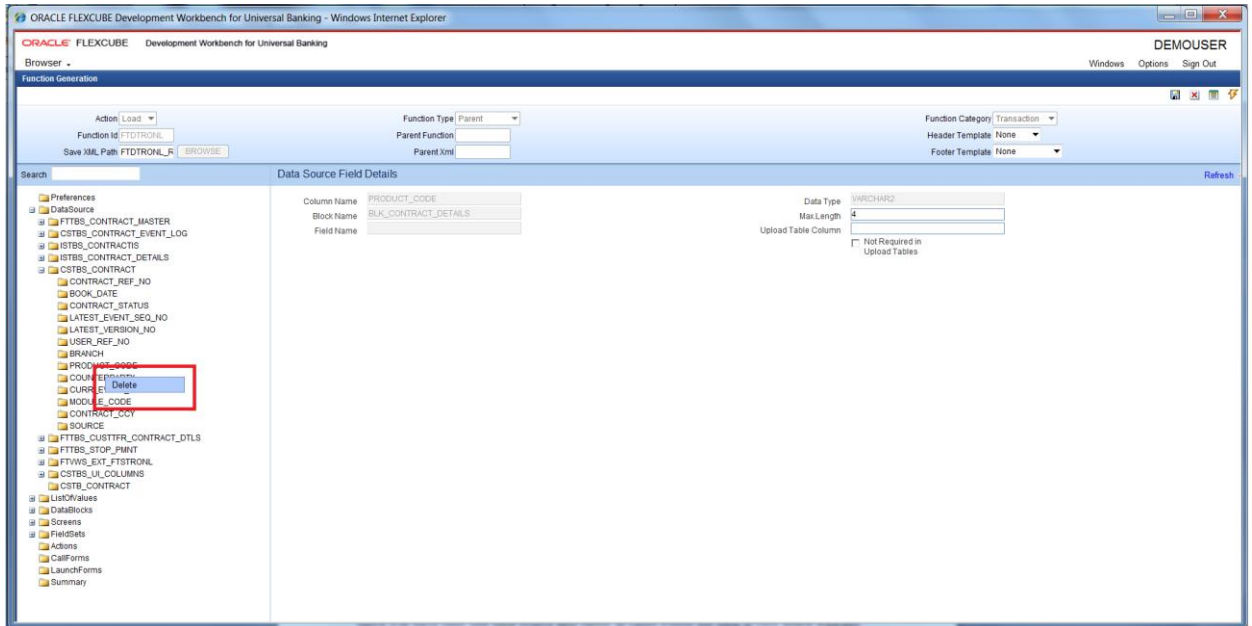 ORACLE FLEXCUBE Development Workbench for Universal Banking - Windows Internet Explorer
ORACLE FLEXCUBE Development Workbench for Universal Banking
DEMOUSER
Browser
Windows Options Sign Out
Function Generation
Action Load
Function Type Parent
Function Category Transaction
Function Id FTDTRONL
Parent Function
Header Template None
Save XML Path FTDTRONL_R BROWSE
Parent Xml
Footer Template None
Search
Data Source Field Details
Refresh
Preferences
DataSource
FTTBS_CONTRACT_MASTER
CSTBS_CONTRACT_EVENT_LOG
ISTBS_CONTRACTIS
ISTBS_CONTRACT_DETAILS
CSTBS_CONTRACT
CONTRACT_REF_NO
BOOK_DATE
CONTRACT_STATUS
LATEST_EVENT_SEQ_NO
LATEST_VERSION_NO
USER_REF_NO
BRANCH
PRODUCT_CODE
COUNTERPARTY
Delete
MODULE_CODE
CONTRACT_CCY
SOURCE
FTTBS_CUSTTFR_CONTRACT_DTLS
FTTBS_STOP_PMNT
FTVWS_EXT_FTSTRONL
CSTBS_UI_COLUMNS
CSTB_CONTRACT
ListOfValues
DataBlocks
Screens
FieldSets
Actions
CallForms
LaunchForms
Summary
Column Name PRODUCT_CODE
Block Name BLK_CONTRACT_DETAILS
Field Name
Data Type VARCHAR2
Max.Length 4
Upload Table Column
Not Required in
Upload Tables